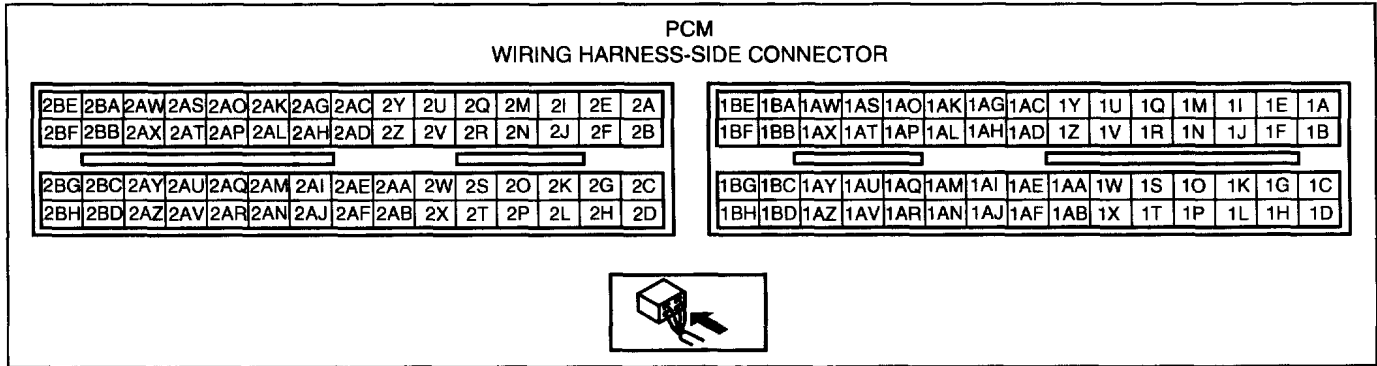 PCM
WIRING HARNESS-SIDE CONNECTOR
2BE 2BA 2AW 2AS 2AO 2AK 2AG 2AC 2Y 2U 2Q 2M 2I 2E 2A
2BF 2BB 2AX 2AT 2AP 2AL 2AH 2AD 2Z 2V 2R 2N 2J 2F 2B
2BG 2BC 2AY 2AU 2AQ 2AM 2AI 2AE 2AA 2W 2S 2O 2K 2G 2C
2BH 2BD 2AZ 2AV 2AR 2AN 2AJ 2AF 2AB 2X 2T 2P 2L 2H 2D
1BE 1BA 1AW 1AS 1AO 1AK 1AG 1AC 1Y 1U 1Q 1M 1I 1E 1A
1BF 1BB 1AX 1AT 1AP 1AL 1AH 1AD 1Z 1V 1R 1N 1J 1F 1B
1BG 1BC 1AY 1AU 1AQ 1AM 1AI 1AE 1AA 1W 1S 1O 1K 1G 1C
1BH 1BD 1AZ 1AV 1AR 1AN 1AJ 1AF 1AB 1X 1T 1P 1L 1H 1D